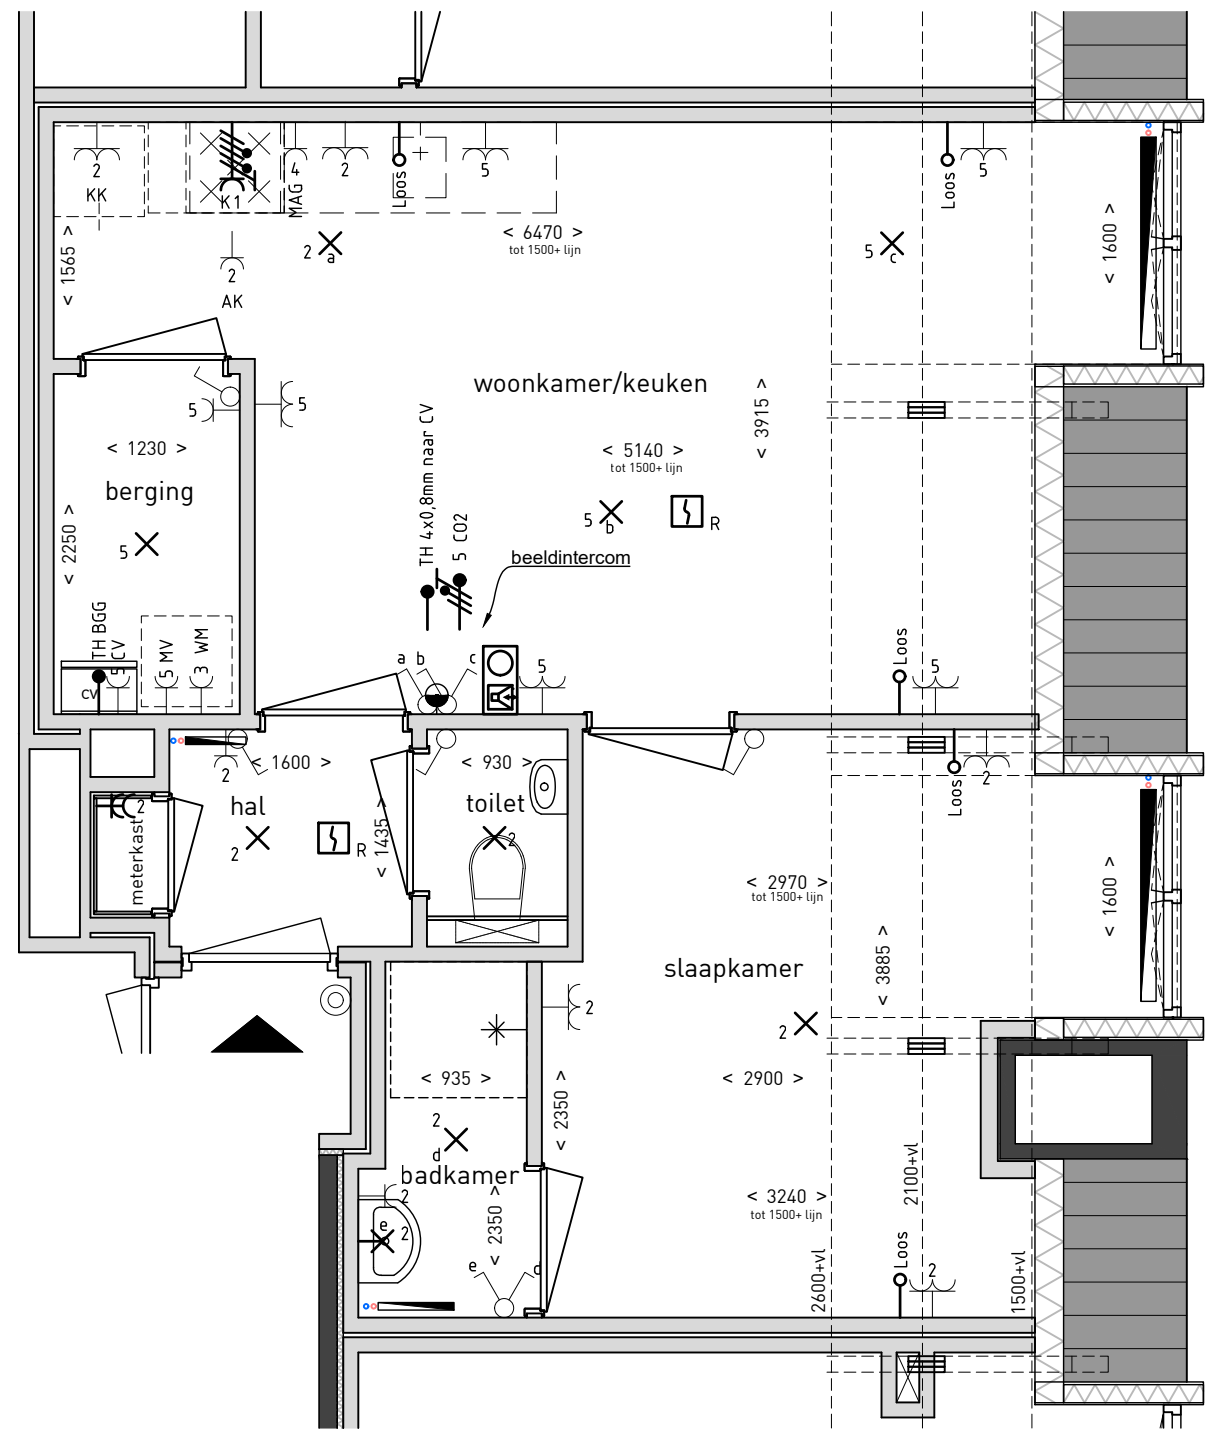 2
KK
K1
MAG 4
2
Loos
5
Loos
5
< 1565 >
2
AK
2 a
< 6470 >
tot 1500+ lijn
5 c
< 1600 >
woonkamer/keuken
5
5
< 1230 >
berging
< 2250 >
5
TH 4x0,8mm naar CV
5 CO2
< 5140 >
tot 1500+ lijn
< 3915 >
5 b
R
beeldintercom
TH BGG
5 CV
cv
5 MV
3 WM
a b c
5
Loos
5
2
< 1600 >
hal
2
R
< 1435 >
2
meterkast
< 930 >
toilet
2
Loos
2
< 2970 >
tot 1500+ lijn
< 1600 >
< 3885 >
slaapkamer
2
2
< 2900 >
< 935 >
2
d
badkamer
< 2350 >
2
e 2
< 2350 >
e d
< 3240 >
tot 1500+ lijn
2100+vl
2600+vl
1500+vl
Loos
2